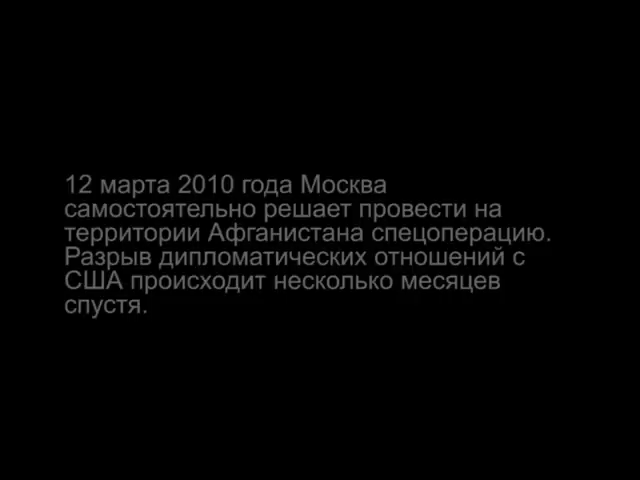 12 марта 2010 года Москва
самостоятельно решает провести на
территории Афганистана спецоперацию.
Разрыв дипломатических отношений с
США происходит несколько месяцев
спустя.